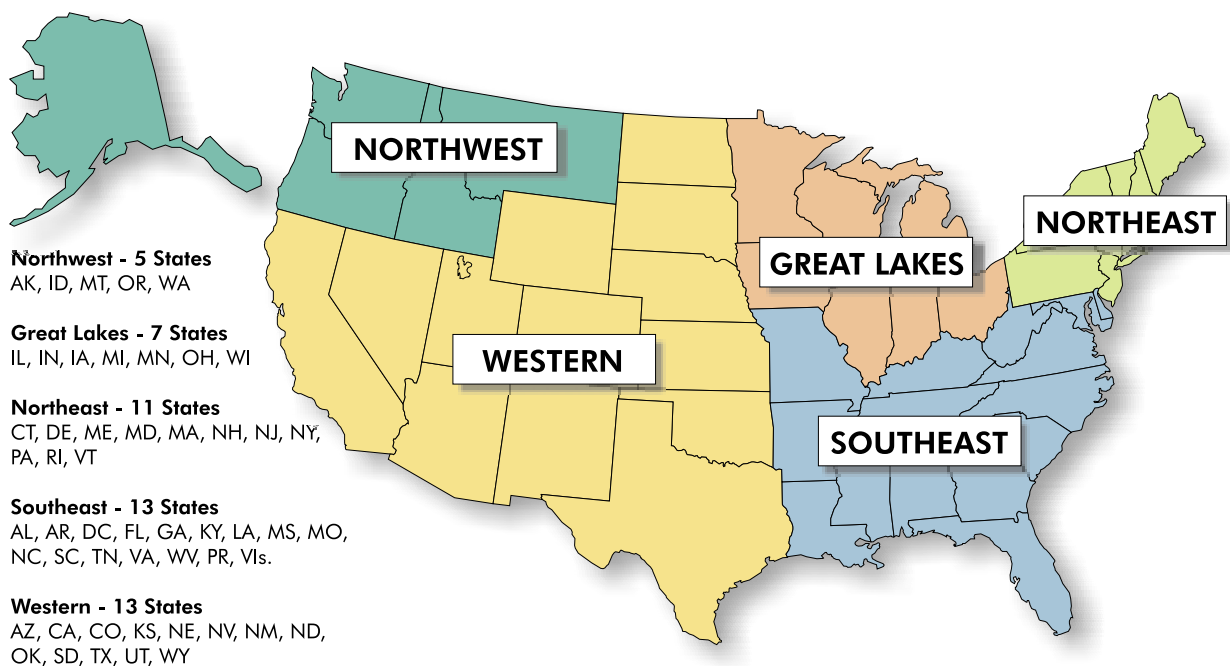 NORTHWEST
NORTHEAST
GREAT LAKES
WESTERN
SOUTHEAST
Northwest - 5 States
AK, ID, MT, OR, WA
Great Lakes - 7 States
IL, IN, IA, MI, MN, OH, WI
Northeast - 11 States
CT, DE, ME, MD, MA, NH, NJ, NY,
PA, RI, VT
Southeast - 13 States
AL, AR, DC, FL, GA, KY, LA, MS, MO,
NC, SC, TN, VA, WV, PR, VIs.
Western - 13 States
AZ, CA, CO, KS, NE, NV, NM, ND,
OK, SD, TX, UT, WY